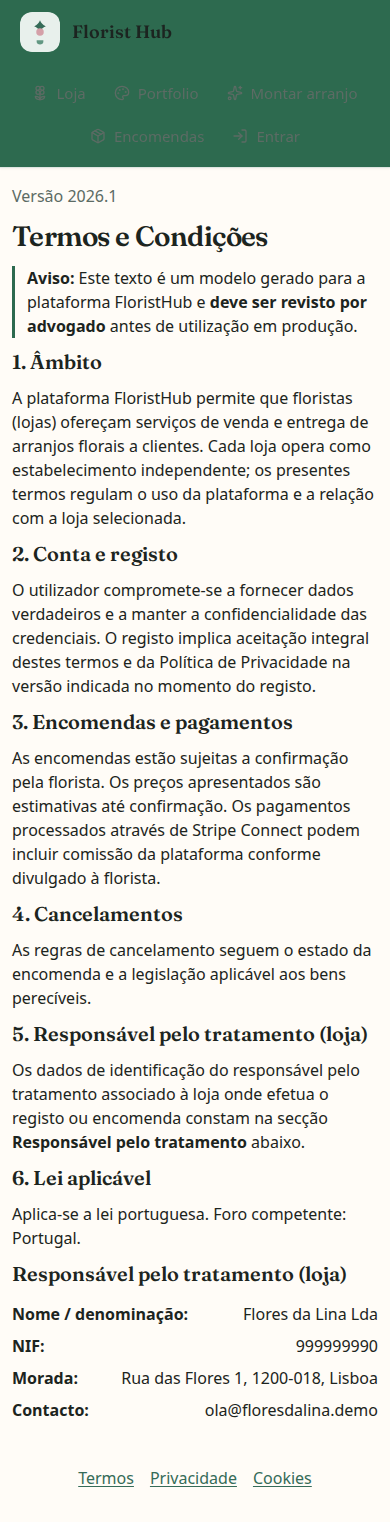 Florist Hub
Loja Portfolio Montar arranjo
Encomendas Entrar
Versão 2026.1
Termos e Condições
Aviso: Este texto é um modelo gerado para a
plataforma FloristHub e deve ser revisto por
advogado antes de utilização em produção.
1. Âmbito
A plataforma FloristHub permite que floristas
(lojas) ofereçam serviços de venda e entrega de
arranjos florais a clientes. Cada loja opera como
estabelecimento independente; os presentes
termos regulam o uso da plataforma e a relação
com a loja selecionada.
2. Conta e registo
O utilizador compromete-se a fornecer dados
verdadeiros e a manter a confidencialidade das
credenciais. O registo implica aceitação integral
destes termos e da Política de Privacidade na
versão indicada no momento do registo.
3. Encomendas e pagamentos
As encomendas estão sujeitas a confirmação
pela florista. Os preços apresentados são
estimativas até confirmação. Os pagamentos
processados através de Stripe Connect podem
incluir comissão da plataforma conforme
divulgado à florista.
4. Cancelamentos
As regras de cancelamento seguem o estado da
encomenda e a legislação aplicável aos bens
perecíveis.
5. Responsável pelo tratamento (loja)
Os dados de identificação do responsável pelo
tratamento associado à loja onde efetua o
registo ou encomenda constam na secção
Responsável pelo tratamento abaixo.
6. Lei aplicável
Aplica-se a lei portuguesa. Foro competente:
Portugal.
Responsável pelo tratamento (loja)
Nome / denominação: Flores da Lina Lda
NIF: 999999990
Morada: Rua das Flores 1, 1200-018, Lisboa
Contacto: ola@floresdalina.demo
Termos Privacidade Cookies